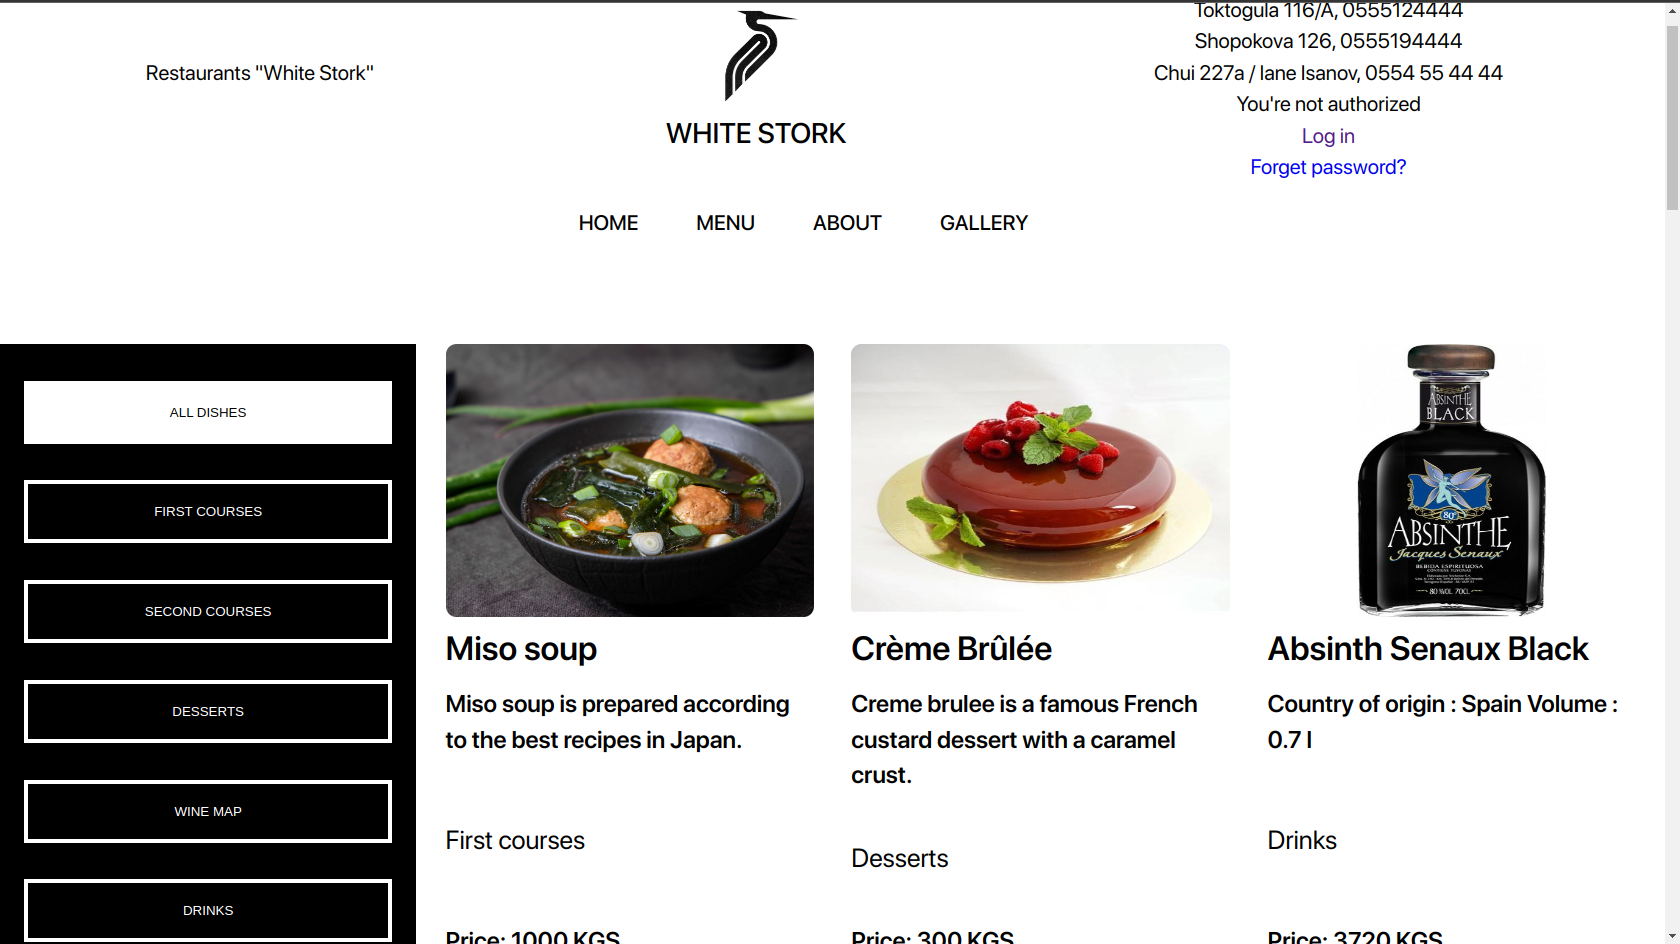 Toktogula 116/A, 0555124444
Shopokova 126, 0555194444
Restaurants "White Stork"
Chui 227a / lane Isanov, 0554 55 44 44
You're not authorized
WHITE STORK
Log in
Forget password?
HOME
MENU
ABOUT
GALLERY
ALL DISHES
FIRST COURSES
SECOND COURSES
DESSERTS
WINE MAP
DRINKS
Miso soup
Miso soup is prepared according
to the best recipes in Japan.
First courses
Price: 1000 KGS
Crème Brûlée
Creme brulee is a famous French
custard dessert with a caramel
crust.
Desserts
Price: 300 KGS
ABSINTHE
BLACK
80°
ABSINTHE
Jacques Senaux
BEBIDA ESPIRITUOSA
80 %VOL. 70CL.
Absinth Senaux Black
Country of origin : Spain Volume :
0.7 l
Drinks
Price: 3720 KGS